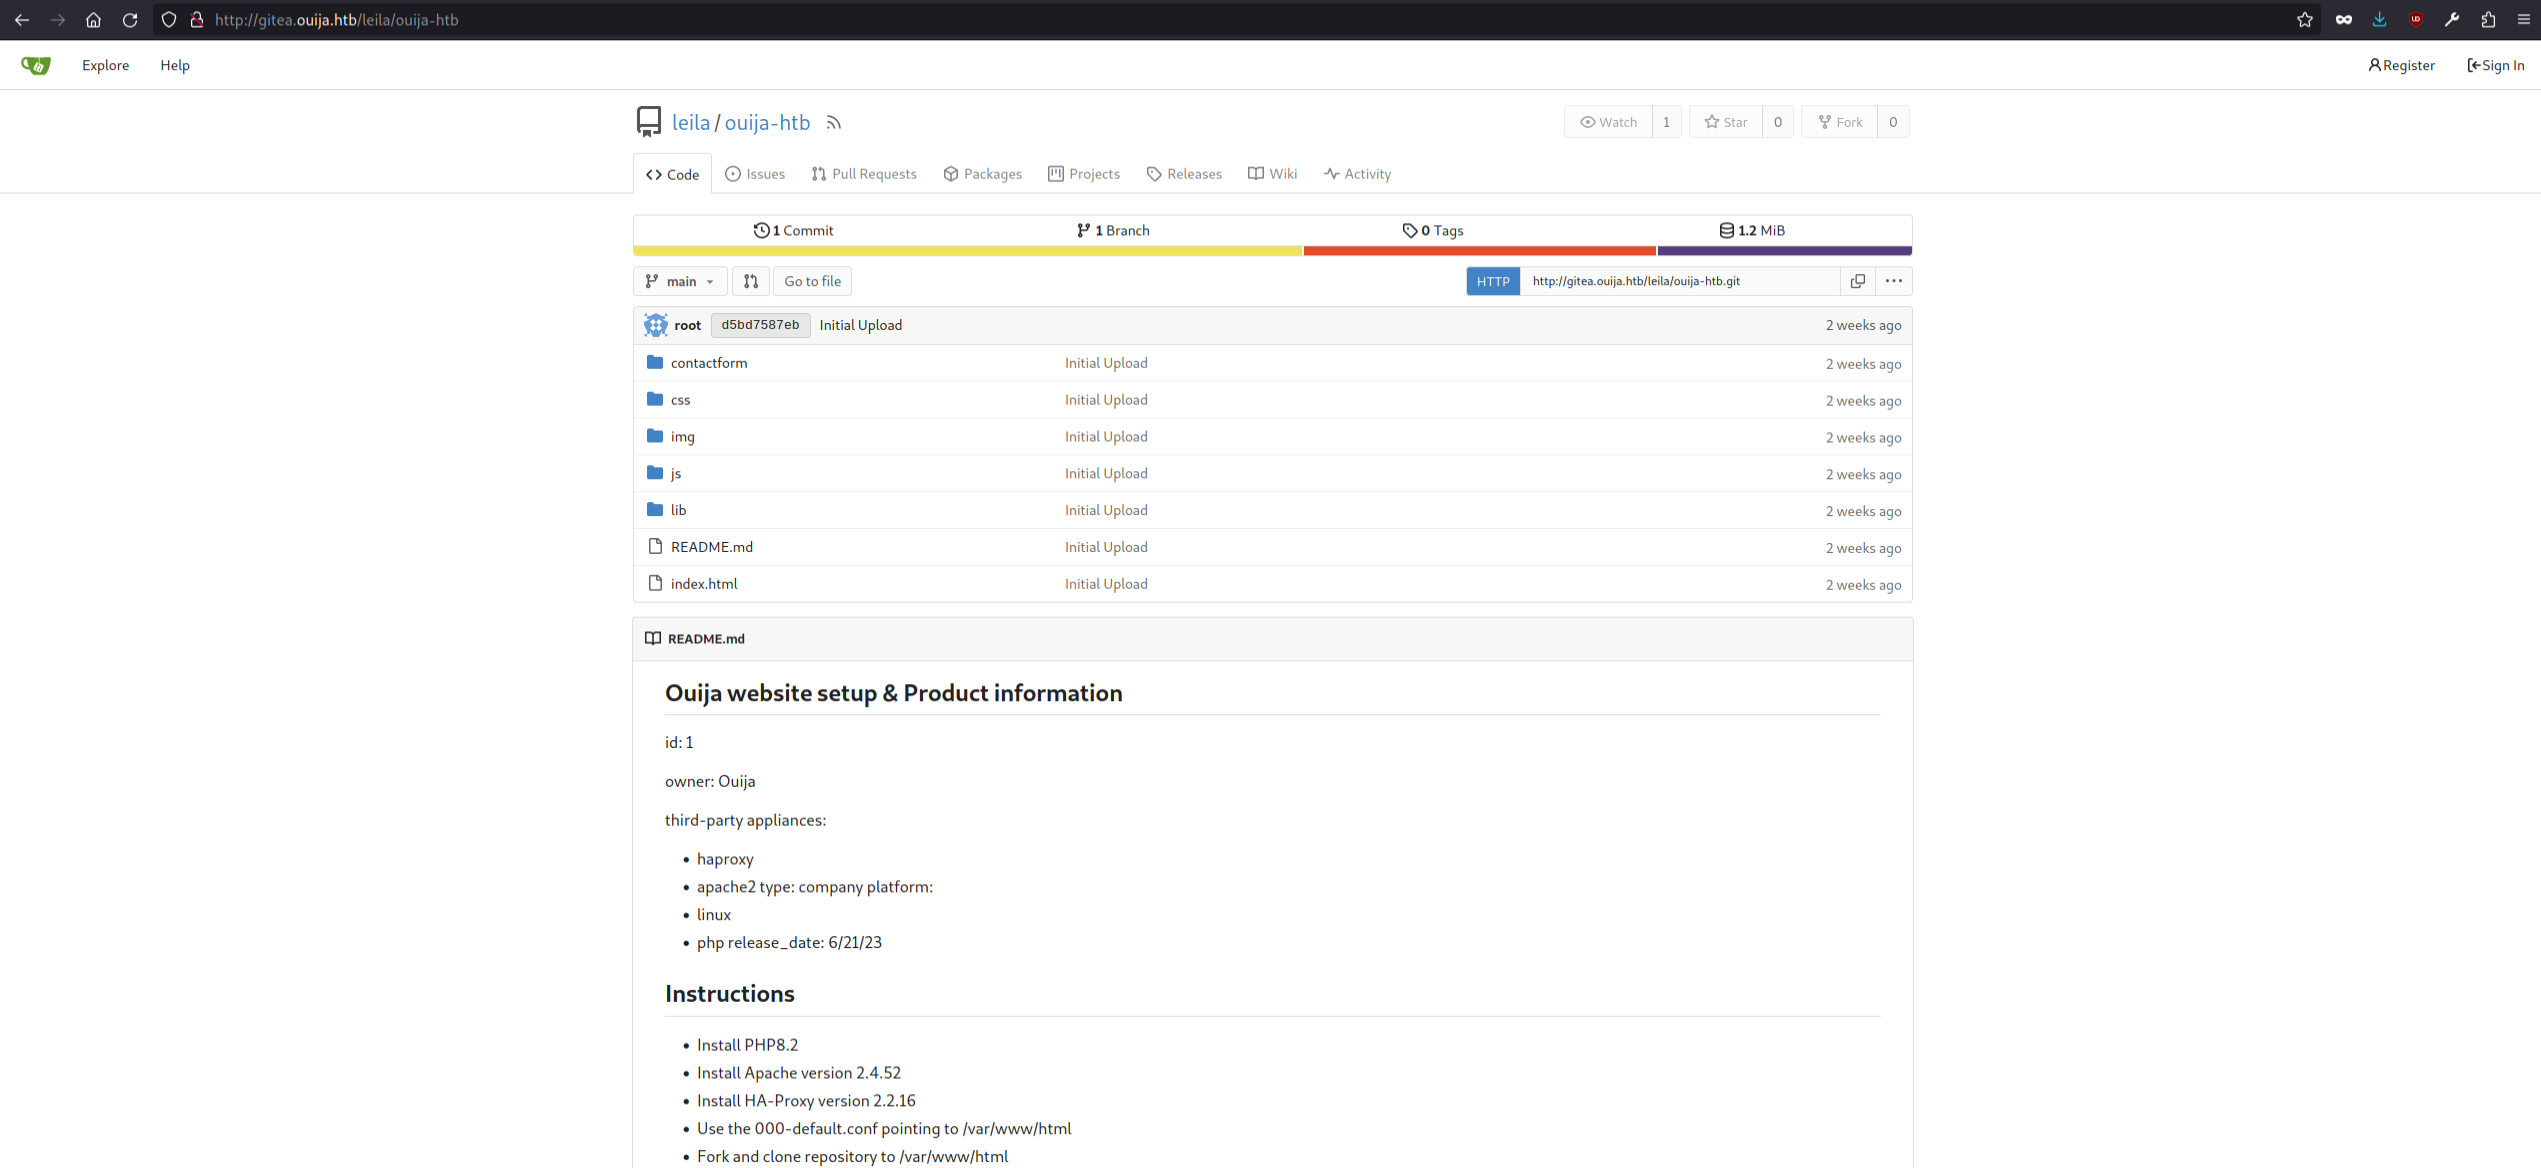 http://gitea.ouija.htb/leila/ouija-htb
Explore Help Register Sign In
leila / ouija-htb Watch 1 Star 0 Fork 0
Code Issues Pull Requests Packages Projects Releases Wiki Activity
1 Commit 1 Branch 0 Tags 1.2 MiB
main Go to file HTTP http://gitea.ouija.htb/leila/ouija-htb.git
root d5bd7587eb Initial Upload 2 weeks ago
contactform Initial Upload 2 weeks ago
css Initial Upload 2 weeks ago
img Initial Upload 2 weeks ago
js Initial Upload 2 weeks ago
lib Initial Upload 2 weeks ago
README.md Initial Upload 2 weeks ago
index.html Initial Upload 2 weeks ago
README.md
Ouija website setup & Product information
id: 1
owner: Ouija
third-party appliances:
• haproxy
• apache2 type: company platform:
• linux
• php release_date: 6/21/23
Instructions
• Install PHP8.2
• Install Apache version 2.4.52
• Install HA-Proxy version 2.2.16
• Use the 000-default.conf pointing to /var/www/html
• Fork and clone repository to /var/www/html